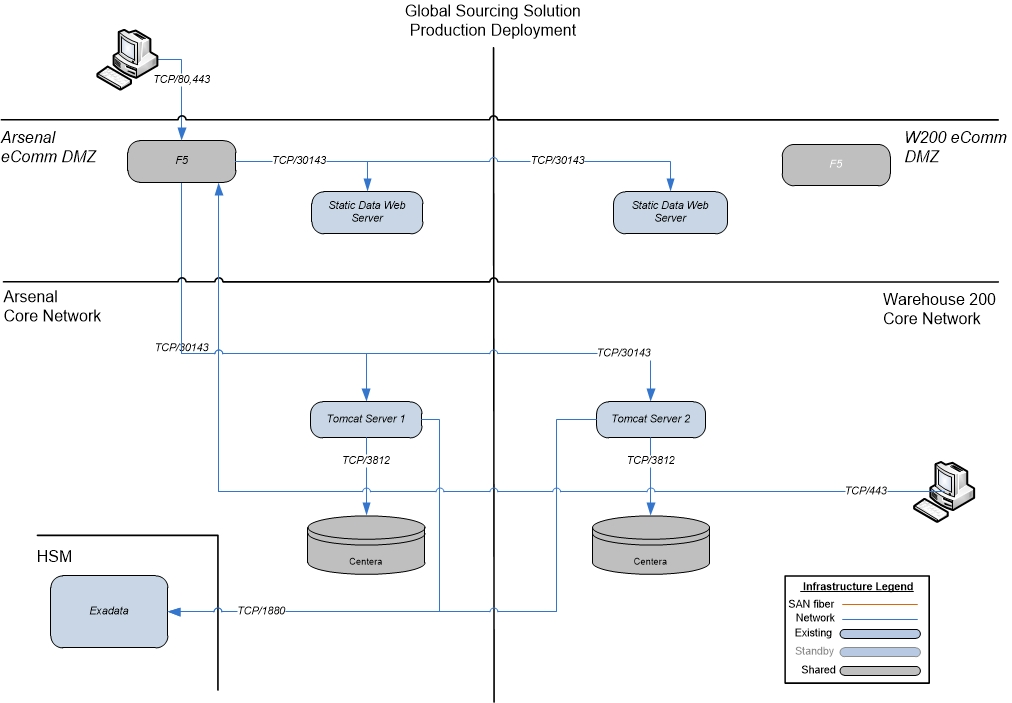 Global Sourcing Solution
Production Deployment
TCP/80,443
Arsenal
eComm DMZ
W200 eComm
DMZ
F5
TCP/30143
TCP/30143
F5
Static Data Web
Server
Static Data Web
Server
Arsenal
Core Network
Warehouse 200
Core Network
TCP/30143
TCP/30143
Tomcat Server 1
Tomcat Server 2
TCP/3812
TCP/3812
TCP/443
HSM
Centera
Centera
Exadata
TCP/1880
Infrastructure Legend
SAN fiber
Network
Existing
Standby
Shared